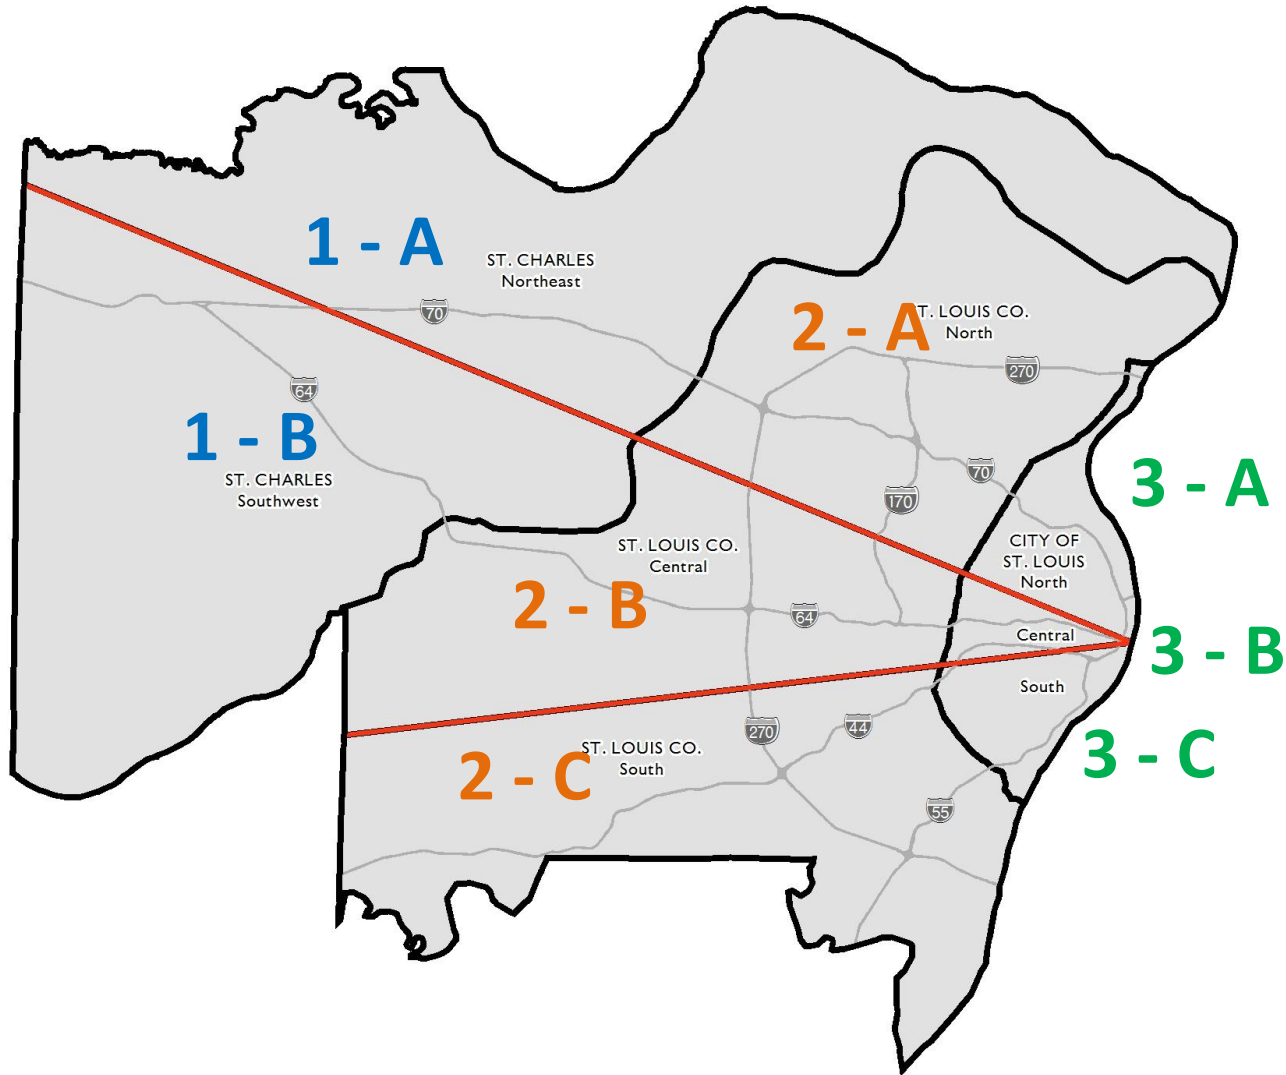 1 - A
ST. CHARLES
Northeast
70
2 - A
T. LOUIS CO.
North
270
64
1 - B
ST. CHARLES
Southwest
70
3 - A
170
CITY OF
ST. LOUIS
North
ST. LOUIS CO.
Central
2 - B
64
Central
3 - B
South
270
44
ST. LOUIS CO.
South
2 - C
3 - C
55